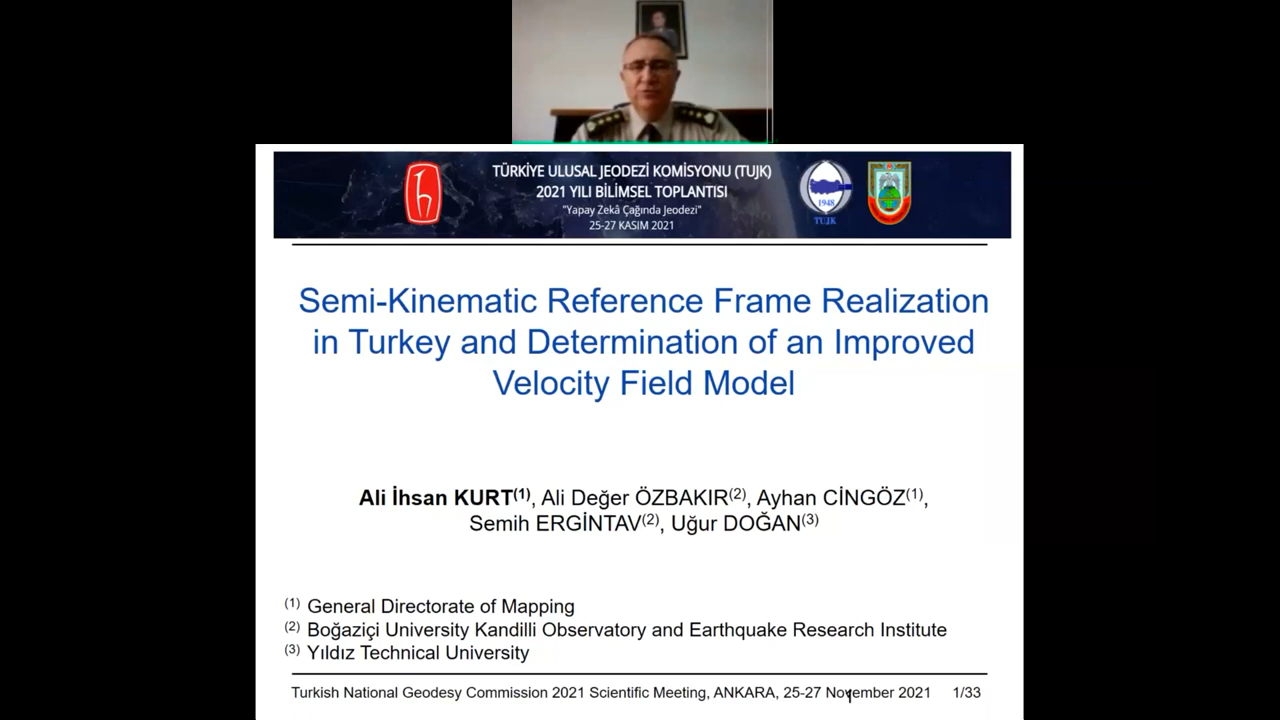 TÜRKİYE ULUSAL JEODEZİ KOMİSYONU (TUJK)
2021 YILI BİLİMSEL TOPLANTISI
"Yapay Zekâ Çağında Jeodezi"
25-27 KASIM 2021
1948
TUJK
Semi-Kinematic Reference Frame Realization
in Turkey and Determination of an Improved
Velocity Field Model
Ali İhsan KURT(1), Ali Değer ÖZBAKIR(2), Ayhan CİNGÖZ(1),
Semih ERGİNTAV(2), Uğur DOĞAN(3)
(1) General Directorate of Mapping
(2) Boğaziçi University Kandilli Observatory and Earthquake Research Institute
(3) Yıldız Technical University
Turkish National Geodesy Commission 2021 Scientific Meeting, ANKARA, 25-27 November 2021 1/33